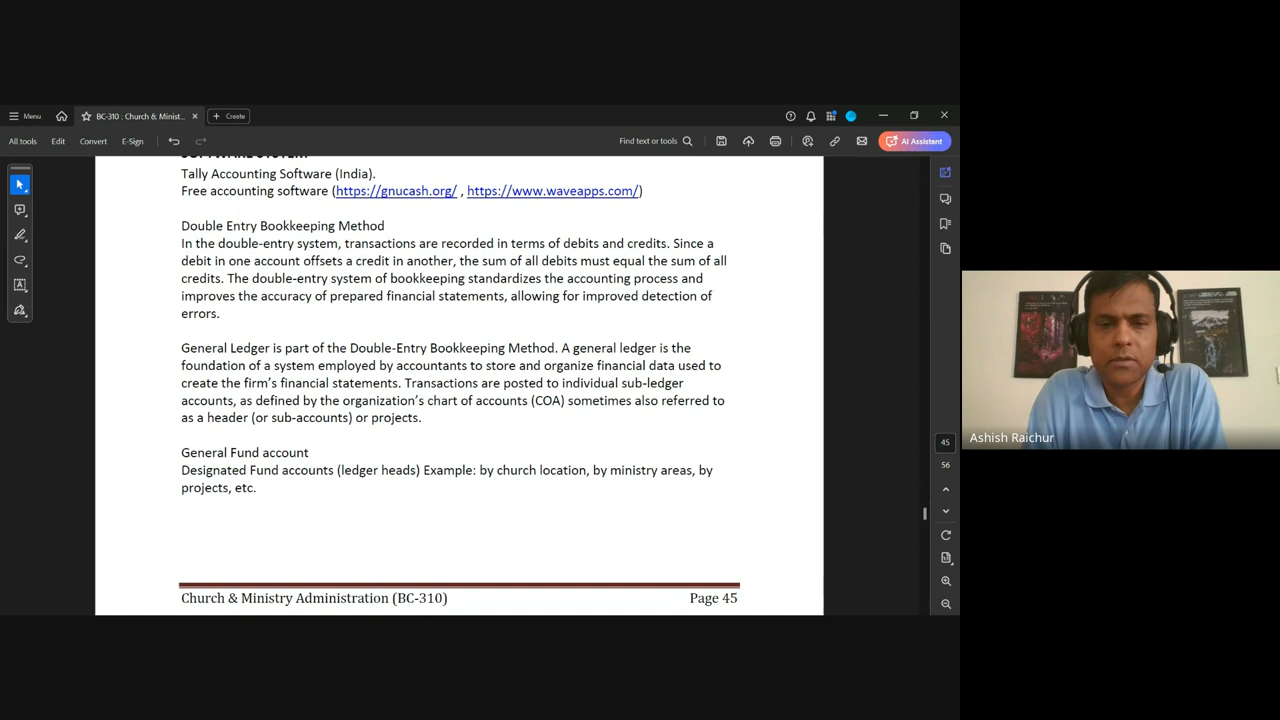 Menu
BC-310 : Church & Minist...
Create
All tools
Edit
Convert
E-Sign
Find text or tools
AI Assistant
SOFTWARE SYSTEM
Tally Accounting Software (India).
Free accounting software (https://gnucash.org/ , https://www.waveapps.com/)
Double Entry Bookkeeping Method
In the double-entry system, transactions are recorded in terms of debits and credits. Since a
debit in one account offsets a credit in another, the sum of all debits must equal the sum of all
credits. The double-entry system of bookkeeping standardizes the accounting process and
improves the accuracy of prepared financial statements, allowing for improved detection of
errors.
General Ledger is part of the Double-Entry Bookkeeping Method. A general ledger is the
foundation of a system employed by accountants to store and organize financial data used to
create the firm's financial statements. Transactions are posted to individual sub-ledger
accounts, as defined by the organization's chart of accounts (COA) sometimes also referred to
as a header (or sub-accounts) or projects.
General Fund account
Designated Fund accounts (ledger heads) Example: by church location, by ministry areas, by
projects, etc.
Church & Ministry Administration (BC-310)
Page 45
45
56
Ashish Raichur